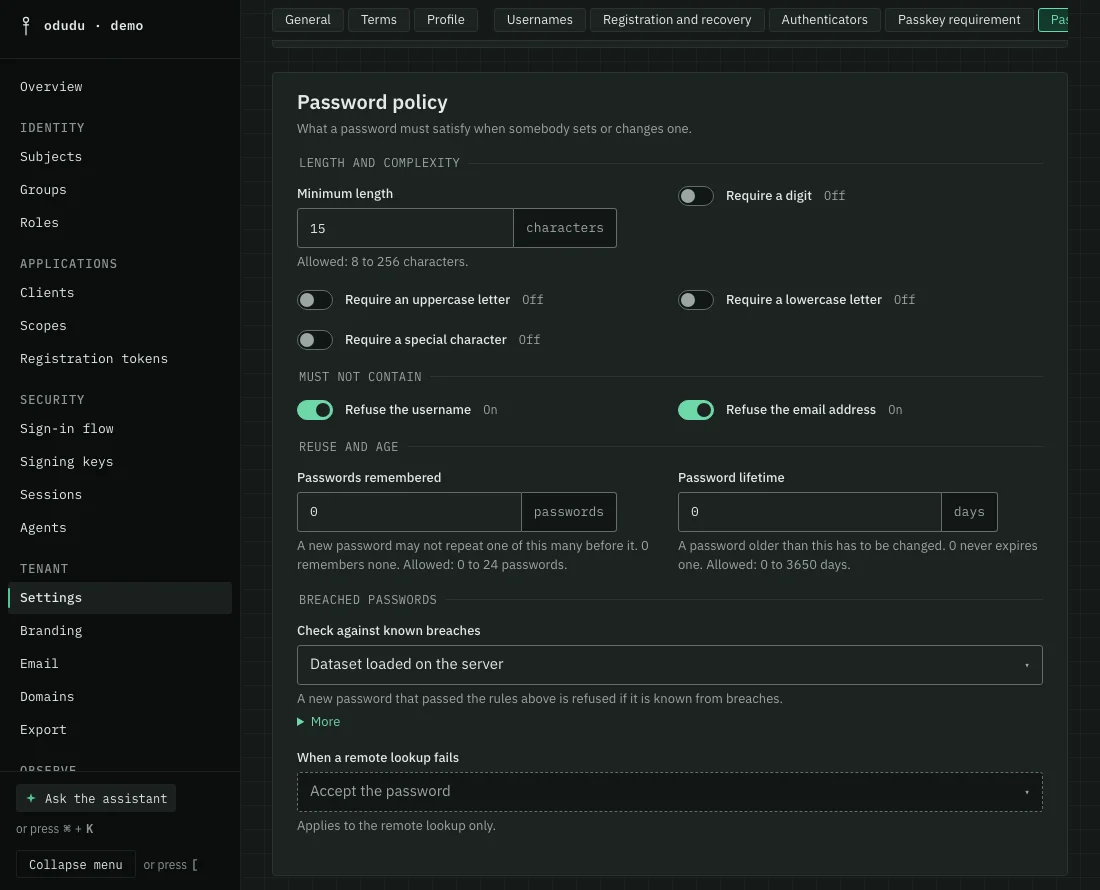 odudu · demo
Overview
IDENTITY
Subjects
Groups
Roles
APPLICATIONS
Clients
Scopes
Registration tokens
SECURITY
Sign-in flow
Signing keys
Sessions
Agents
TENANT
Settings
Branding
Email
Domains
Export
OBSERVE
Ask the assistant
or press ⌘ + K
Collapse menu or press [
General Terms Profile Usernames Registration and recovery Authenticators Passkey requirement Pas
Password policy
What a password must satisfy when somebody sets or changes one.
LENGTH AND COMPLEXITY
Minimum length
15 characters
Allowed: 8 to 256 characters.
Require a digit Off
Require an uppercase letter Off
Require a lowercase letter Off
Require a special character Off
MUST NOT CONTAIN
Refuse the username On
Refuse the email address On
REUSE AND AGE
Passwords remembered
0 passwords
A new password may not repeat one of this many before it. 0
remembers none. Allowed: 0 to 24 passwords.
Password lifetime
0 days
A password older than this has to be changed. 0 never expires
one. Allowed: 0 to 3650 days.
BREACHED PASSWORDS
Check against known breaches
Dataset loaded on the server
A new password that passed the rules above is refused if it is known from breaches.
More
When a remote lookup fails
Accept the password
Applies to the remote lookup only.